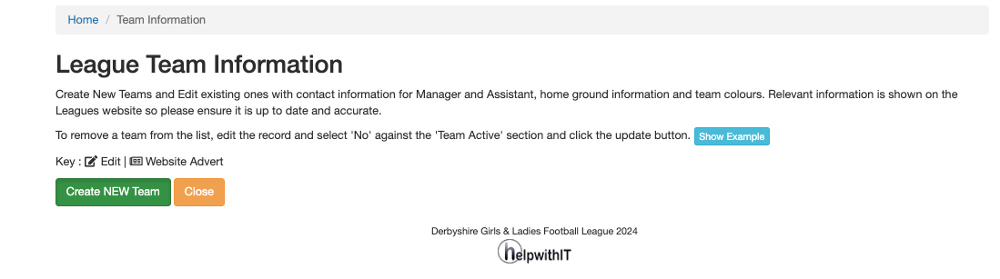 Home / Team Information
League Team Information
Create New Teams and Edit existing ones with contact information for Manager and Assistant, home ground information and team colours. Relevant information is shown on the
Leagues website so please ensure it is up to date and accurate.
To remove a team from the list, edit the record and select 'No' against the 'Team Active' section and click the update button. Show Example
Key : Edit | Website Advert
Create NEW Team Close
Derbyshire Girls & Ladies Football League 2024
helpwithIT